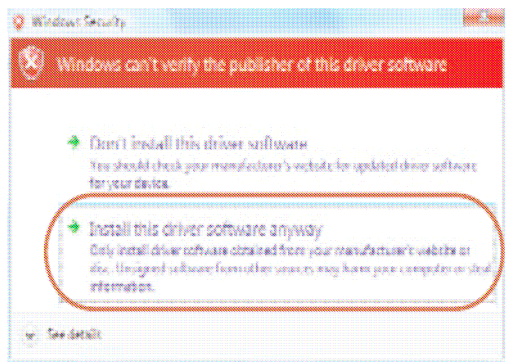 Windows Security
Windows can't verify the publisher of this driver software
Don't install this driver software
You should check your manufacturer's website for updated driver software
for your device.
Install this driver software anyway
Only install driver software obtained from your manufacturer's website or
disc. Unsigned software from other sources may harm your computer or steal
information.
See details